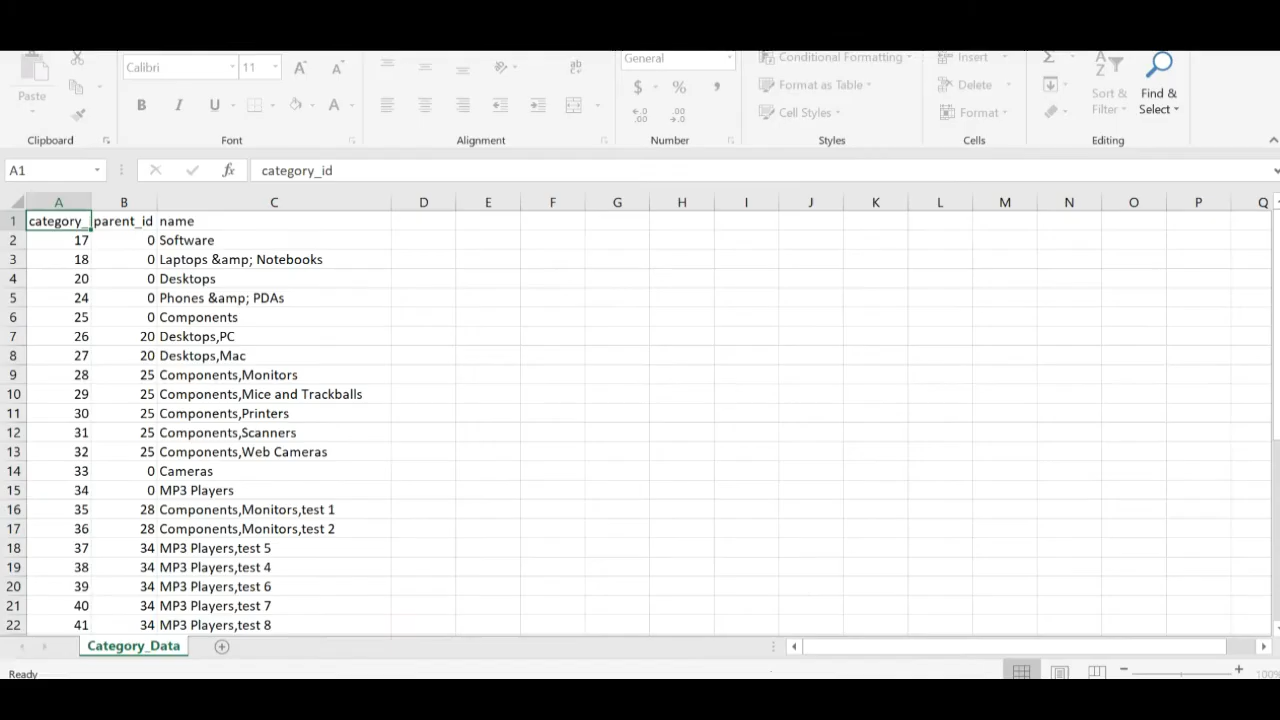 Calibri 11 General Conditional Formatting Insert Σ
Paste B I U A $ % , Format as Table Delete Sort & Find &
Cell Styles Format Filter Select
Clipboard Font Alignment Number Styles Cells Editing
A1 fx category_id
A B C D E F G H I J K L M N O P Q
1 category_ parent_id name
2 17 0 Software
3 18 0 Laptops &amp; Notebooks
4 20 0 Desktops
5 24 0 Phones &amp; PDAs
6 25 0 Components
7 26 20 Desktops,PC
8 27 20 Desktops,Mac
9 28 25 Components,Monitors
10 29 25 Components,Mice and Trackballs
11 30 25 Components,Printers
12 31 25 Components,Scanners
13 32 25 Components,Web Cameras
14 33 0 Cameras
15 34 0 MP3 Players
16 35 28 Components,Monitors,test 1
17 36 28 Components,Monitors,test 2
18 37 34 MP3 Players,test 5
19 38 34 MP3 Players,test 4
20 39 34 MP3 Players,test 6
21 40 34 MP3 Players,test 7
22 41 34 MP3 Players,test 8
Category_Data
Ready 100%